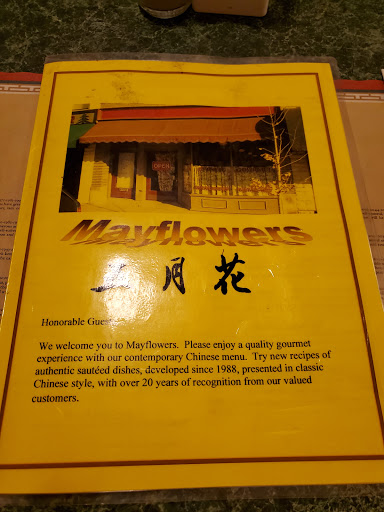 OPEN
Mayflowers
五月花
Honorable Guest
We welcome you to Mayflowers. Please enjoy a quality gourmet
experience with our contemporary Chinese menu. Try new recipes of
authentic sautéed dishes, developed since 1988, presented in classic
Chinese style, with over 20 years of recognition from our valued
customers.